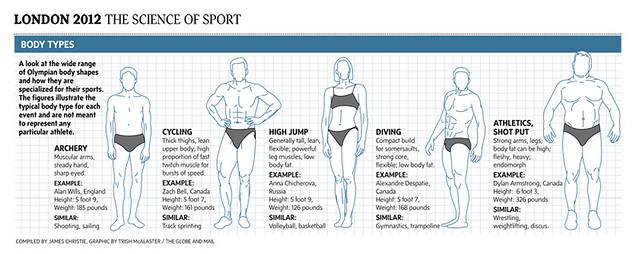 LONDON 2012 THE SCIENCE OF SPORT
BODY TYPES
A look at the wide range
of Olympian body shapes
and how they are
specialized for their sports.
The figures illustrate the
typical body type for each
event and are not meant
to represent any
particular athlete.
ARCHERY
Muscular arms,
steady hand,
sharp eyed.
EXAMPLE:
Alan Wills, England
Height: 5 foot 9,
Weight: 185 pounds
SIMILAR:
Shooting, sailing
CYCLING
Thick thighs, lean
upper body; high
proportion of fast
twitch muscle for
bursts of speed.
EXAMPLE:
Zach Bell, Canada
Height: 5 foot 7,
Weight: 161 pounds
SIMILAR:
Track sprinting
HIGH JUMP
Generally tall, lean,
flexible; powerful
leg muscles; low
body fat.
EXAMPLE:
Anna Chicherova,
Russia
Height: 5 foot 9,
Weight: 126 pounds
SIMILAR:
Volleyball, basketball
DIVING
Compact build
for somersaults,
strong core,
flexible; low body fat.
EXAMPLE:
Alexandre Despatie,
Canada
Height: 5 foot 7,
Weight: 168 pounds
SIMILAR:
Gymnastics, trampoline
ATHLETICS,
SHOT PUT
Strong arms, legs;
body fat can be high;
fleshy, heavy;
endomorph
EXAMPLE:
Dylan Armstrong, Canada
Height: 6 foot 3,
Weight: 326 pounds
SIMILAR:
Wrestling,
weightlifting, discus.
COMPILED BY JAMES CHRISTIE, GRAPHIC BY TRISH McALASTER / THE GLOBE AND MAIL